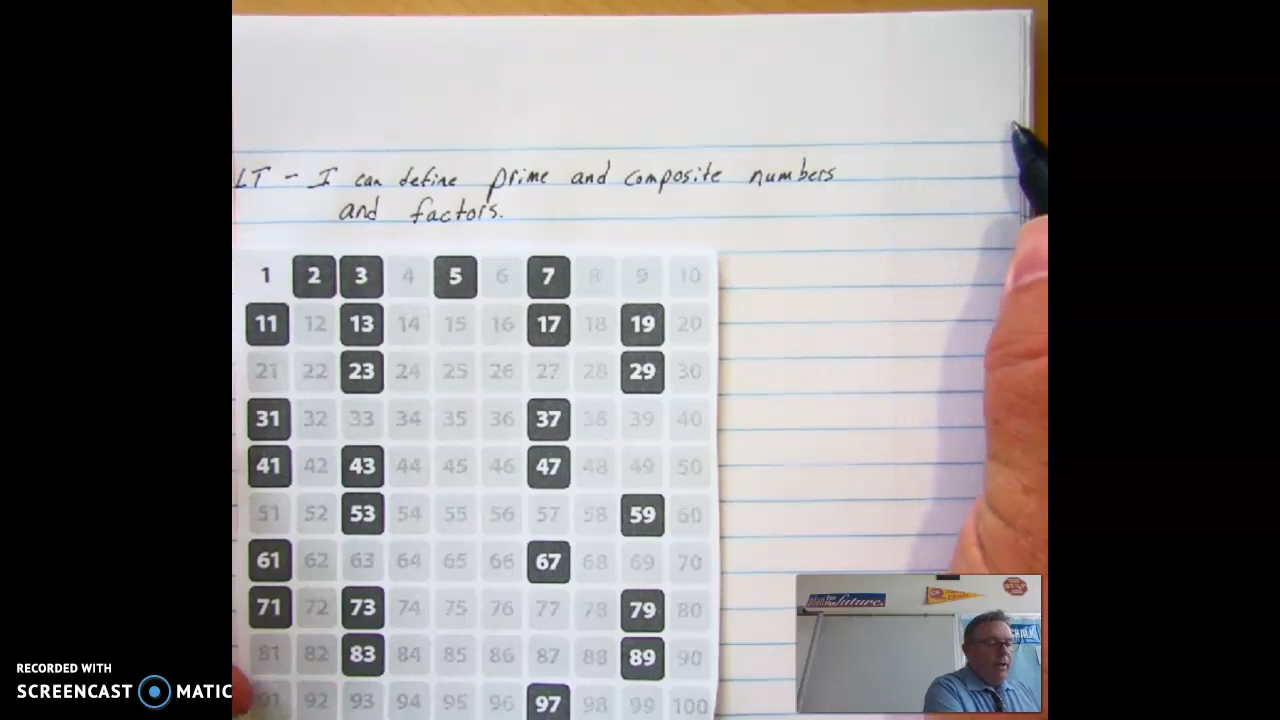 LT - I can define prime and composite numbers
and factors.
1 2 3 4 5 6 7 8 9 10
11 12 13 14 15 16 17 18 19 20
21 22 23 24 25 26 27 28 29 30
31 32 33 34 35 36 37 38 39 40
41 42 43 44 45 46 47 48 49 50
51 52 53 54 55 56 57 58 59 60
61 62 63 64 65 66 67 68 69 70
71 72 73 74 75 76 77 78 79 80
81 82 83 84 85 86 87 88 89 90
91 92 93 94 95 96 97 98 99 100
plan for the future.
RECORDED WITH
SCREENCAST MATIC